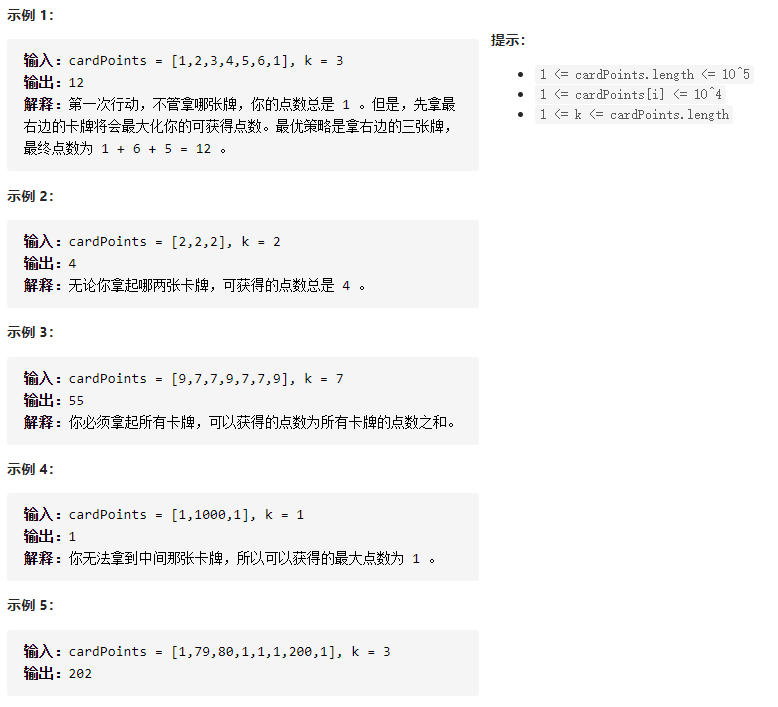 示例 1:
输入：cardPoints = [1,2,3,4,5,6,1], k = 3
输出：12
解释：第一次行动，不管拿哪张牌，你的点数总是 1 。但是，先拿最
右边的卡牌将会最大化你的可获得点数。最优策略是拿右边的三张牌，
最终点数为 1 + 6 + 5 = 12 。
示例 2:
输入：cardPoints = [2,2,2], k = 2
输出：4
解释：无论你拿起哪两张卡牌，可获得的点数总是 4 。
示例 3:
输入：cardPoints = [9,7,7,9,7,7,9], k = 7
输出：55
解释：你必须拿起所有卡牌，可以获得的点数为所有卡牌的点数之和。
示例 4:
输入：cardPoints = [1,1000,1], k = 1
输出：1
解释：你无法拿到中间那张卡牌，所以可以获得的最大点数为 1 。
示例 5:
输入：cardPoints = [1,79,80,1,1,1,200,1], k = 3
输出：202
提示:
1 <= cardPoints.length <= 10^5
1 <= cardPoints[i] <= 10^4
1 <= k <= cardPoints.length